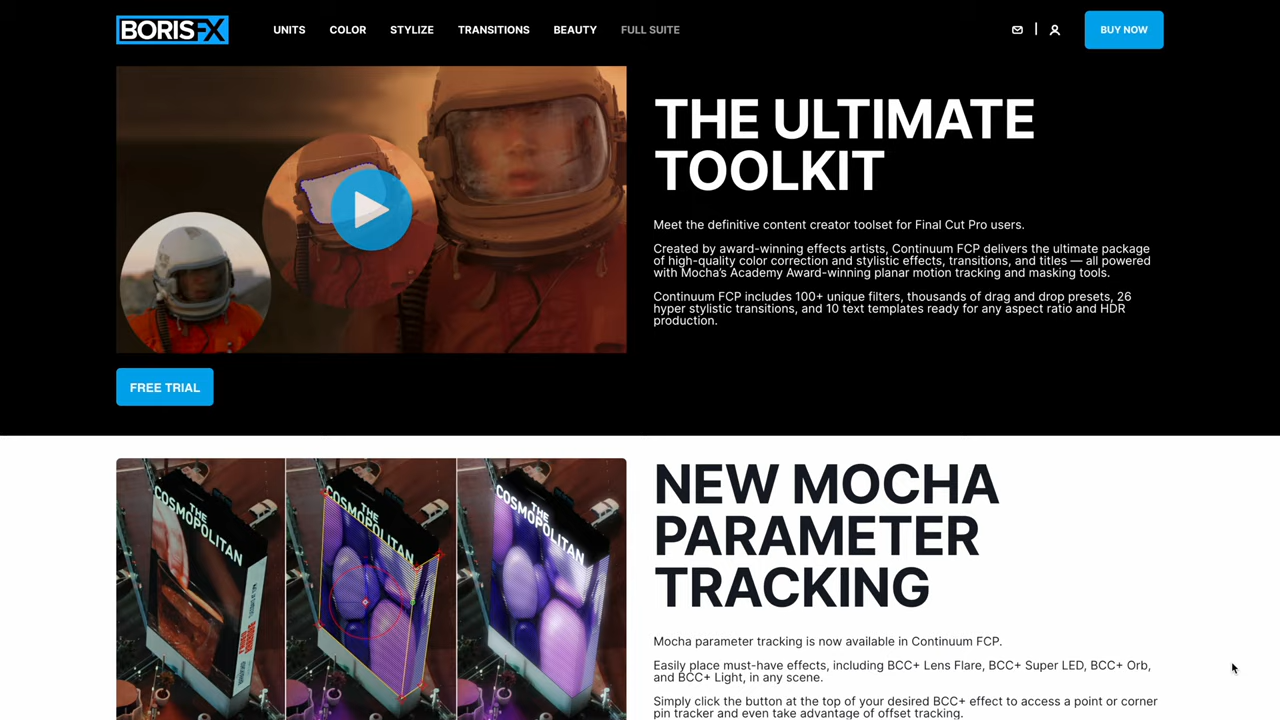 BORISFX
UNITS
COLOR
STYLIZE
TRANSITIONS
BEAUTY
FULL SUITE
BUY NOW
THE ULTIMATE
TOOLKIT
Meet the definitive content creator toolset for Final Cut Pro users.
Created by award-winning effects artists, Continuum FCP delivers the ultimate package
of high-quality color correction and stylistic effects, transitions, and titles — all powered
with Mocha's Academy Award-winning planar motion tracking and masking tools.
Continuum FCP includes 100+ unique filters, thousands of drag and drop presets, 26
hyper stylistic transitions, and 10 text templates ready for any aspect ratio and HDR
production.
FREE TRIAL
THE
COSMOPOLITAN
THE
COSMOPOLITAN
THE
COSMOPOLITAN
NEW MOCHA
PARAMETER
TRACKING
Mocha parameter tracking is now available in Continuum FCP.
Easily place must-have effects, including BCC+ Lens Flare, BCC+ Super LED, BCC+ Orb,
and BCC+ Light, in any scene.
Simply click the button at the top of your desired BCC+ effect to access a point or corner
pin tracker and even take advantage of offset tracking.